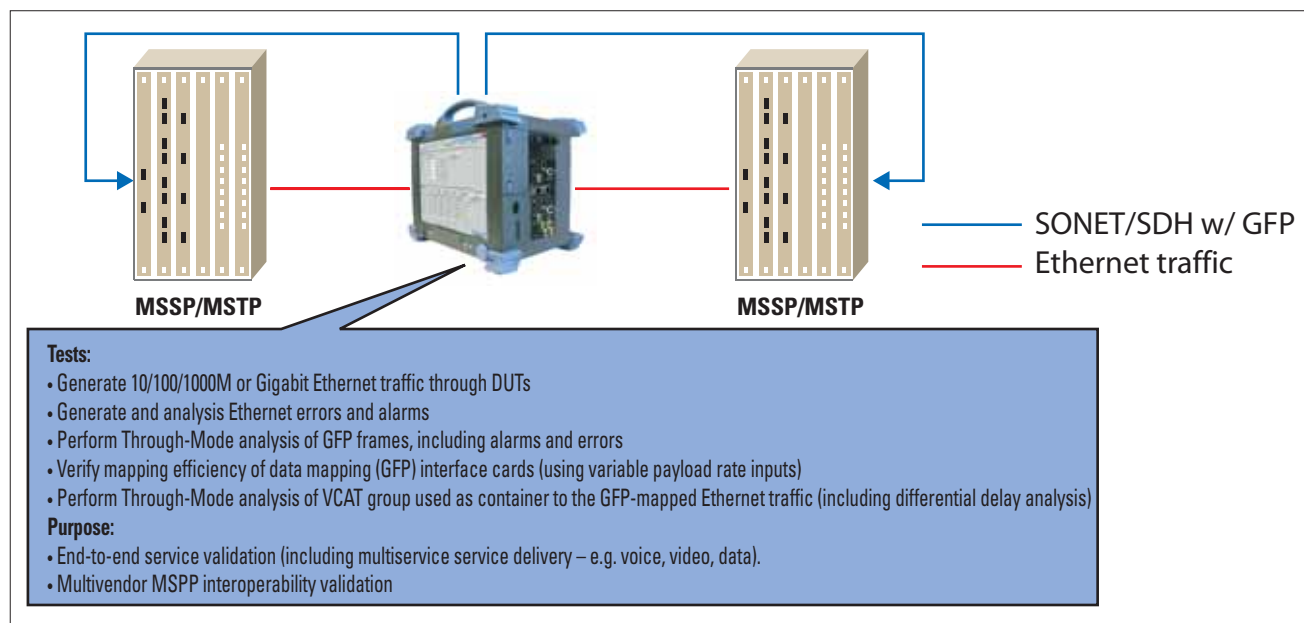 SONET/SDH w/ GFP
Ethernet traffic
MSSP/MSTP
MSSP/MSTP
Tests:
• Generate 10/100/1000M or Gigabit Ethernet traffic through DUTs
• Generate and analysis Ethernet errors and alarms
• Perform Through-Mode analysis of GFP frames, including alarms and errors
• Verify mapping efficiency of data mapping (GFP) interface cards (using variable payload rate inputs)
• Perform Through-Mode analysis of VCAT group used as container to the GFP-mapped Ethernet traffic (including differential delay analysis)
Purpose:
• End-to-end service validation (including multiservice service delivery – e.g. voice, video, data).
• Multivendor MSPP interoperability validation